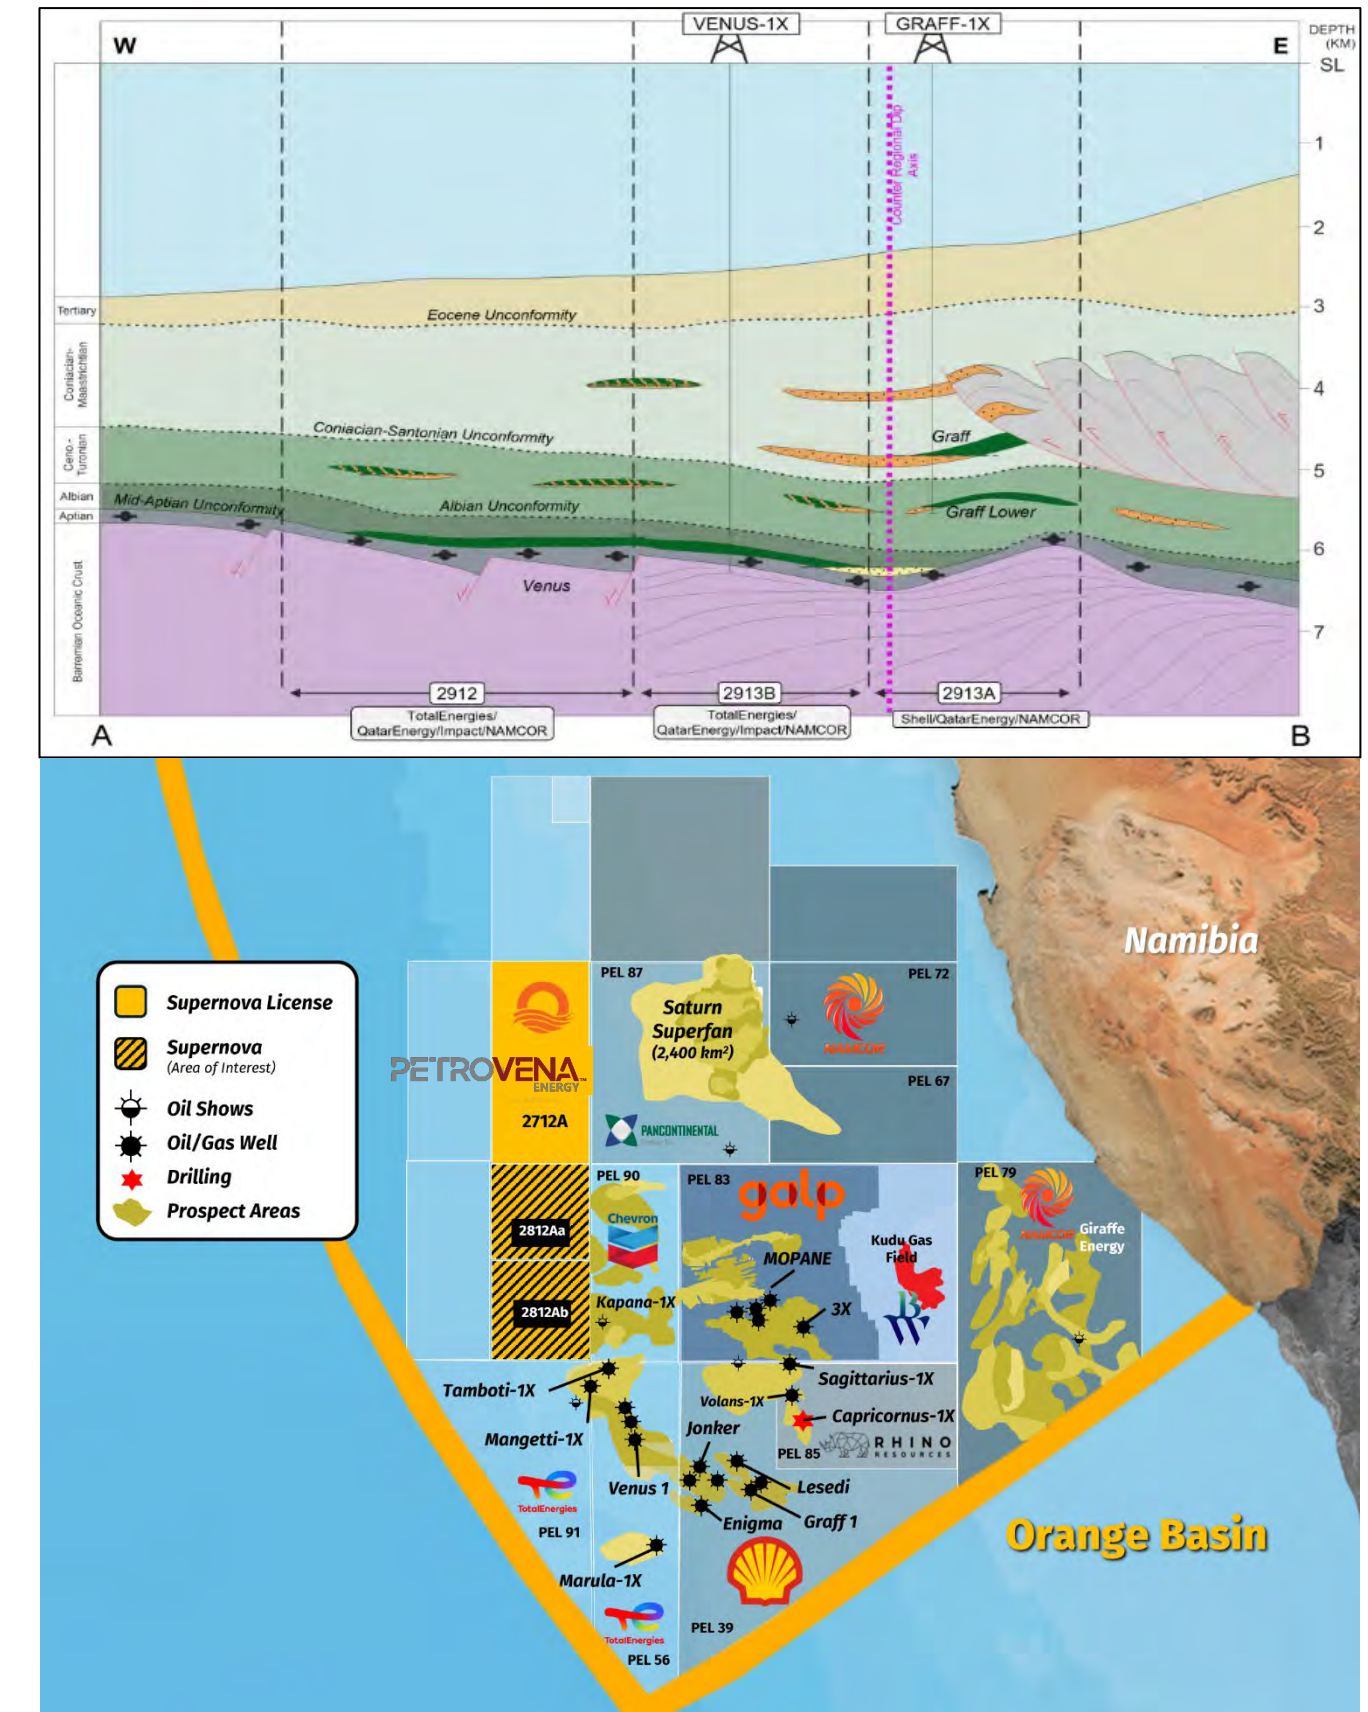 VENUS-1X
GRAFF-1X
DEPTH
(KM)
W
E
SL
Counter Regional Dip
Axis
1
2
3
4
5
6
7
Tertiary
Coniacian-
Maastrichtian
Ceno-
Turonian
Albian
Aptian
Barremian Oceanic Crust
Eocene Unconformity
Coniacian-Santonian Unconformity
Graff
Mid-Aptian Unconformity
Albian Unconformity
Graff Lower
Venus
2912
2913B
2913A
TotalEnergies/
QatarEnergy/Impact/NAMCOR
TotalEnergies/
QatarEnergy/Impact/NAMCOR
Shell/QatarEnergy/NAMCOR
A
B
Namibia
Supernova License
Supernova
(Area of Interest)
Oil Shows
Oil/Gas Well
Drilling
Prospect Areas
PETROVENA™
ENERGY
2712A
PEL 87
Saturn
Superfan
(2,400 km²)
PANCONTINENTAL
PEL 72
NAMCOR
PEL 67
2812Aa
2812Ab
PEL 90
Chevron
Kapana-1X
PEL 83
galp
MOPANE
3X
Kudu Gas
Field
BW
PEL 79
NAMCOR
Giraffe
Energy
Tamboti-1X
Mangetti-1X
Venus 1
TotalEnergies
PEL 91
Marula-1X
TotalEnergies
PEL 56
Sagittarius-1X
Volans-1X
Capricornus-1X
PEL 85
RHINO
RESOURCES
Jonker
Lesedi
Graff 1
Enigma
PEL 39
Orange Basin